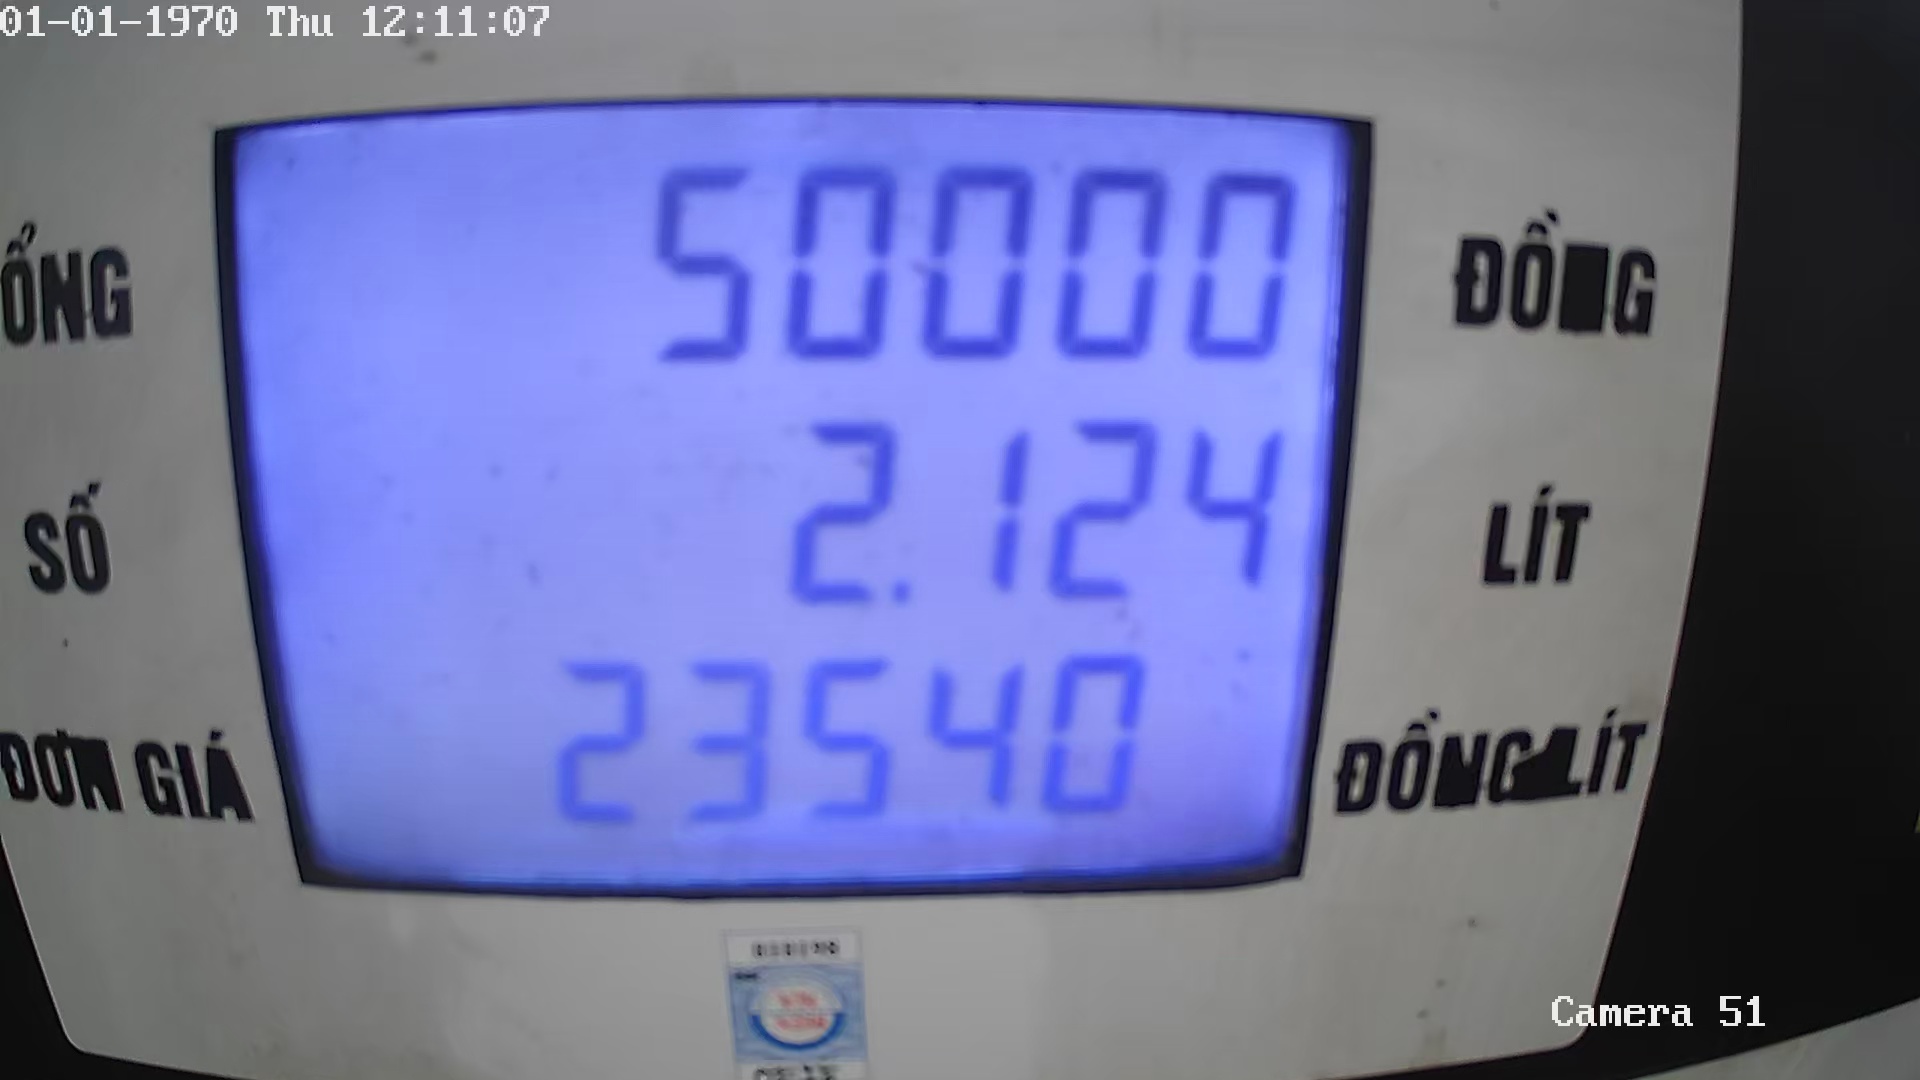 01-01-1970 Thu 12:11:07
ỔNG 50000 ĐỒNG
SỐ 2.124 LÍT
ĐƠN GIÁ 23540 ĐỒNG/LÍT
Camera 51